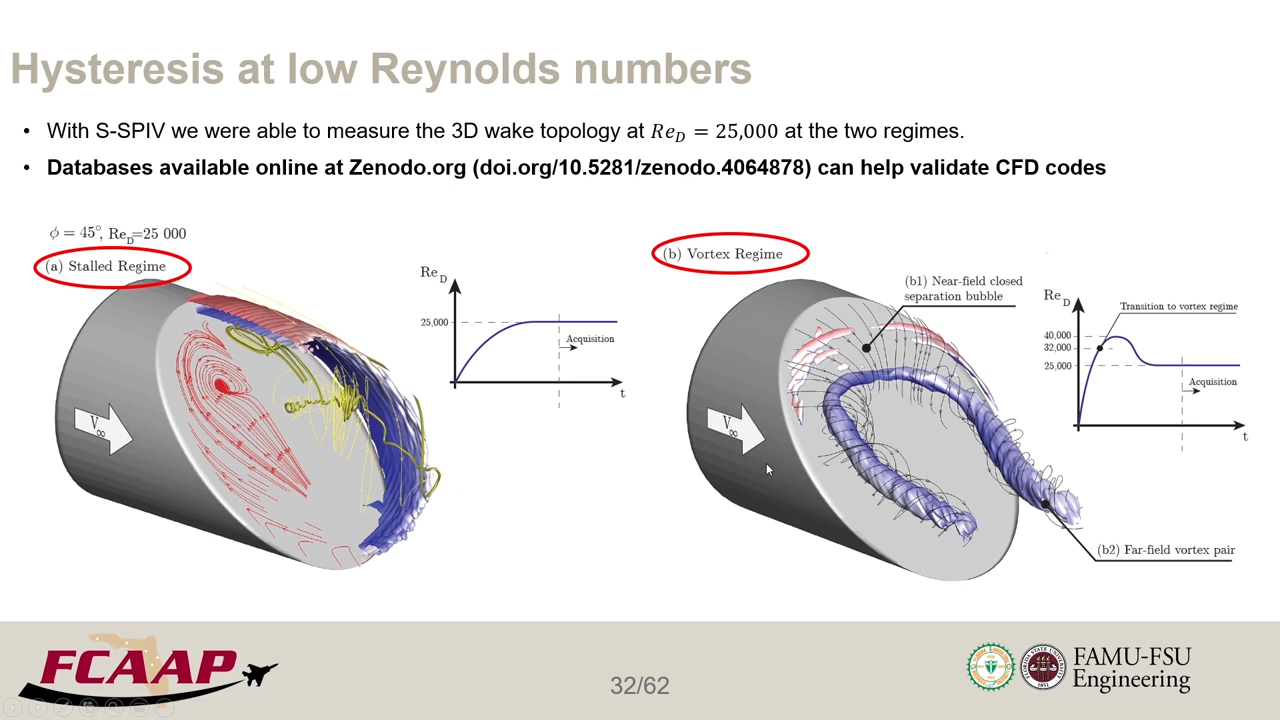 Hysteresis at low Reynolds numbers
• With S-SPIV we were able to measure the 3D wake topology at Re_D = 25,000 at the two regimes.
• Databases available online at Zenodo.org (doi.org/10.5281/zenodo.4064878) can help validate CFD codes
ϕ = 45°, Re_D=25 000
(a) Stalled Regime
V∞
Re_D
25,000
Acquisition
t
(b) Vortex Regime
(b1) Near-field closed
separation bubble
V∞
(b2) Far-field vortex pair
Re_D
Transition to vortex regime
40,000
32,000
25,000
Acquisition
t
FCAAP
32/62
FAMU-FSU
Engineering